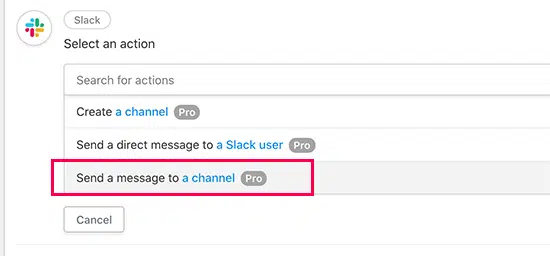 Slack
Select an action
Search for actions
Create a channel Pro
Send a direct message to a Slack user Pro
Send a message to a channel Pro
Cancel